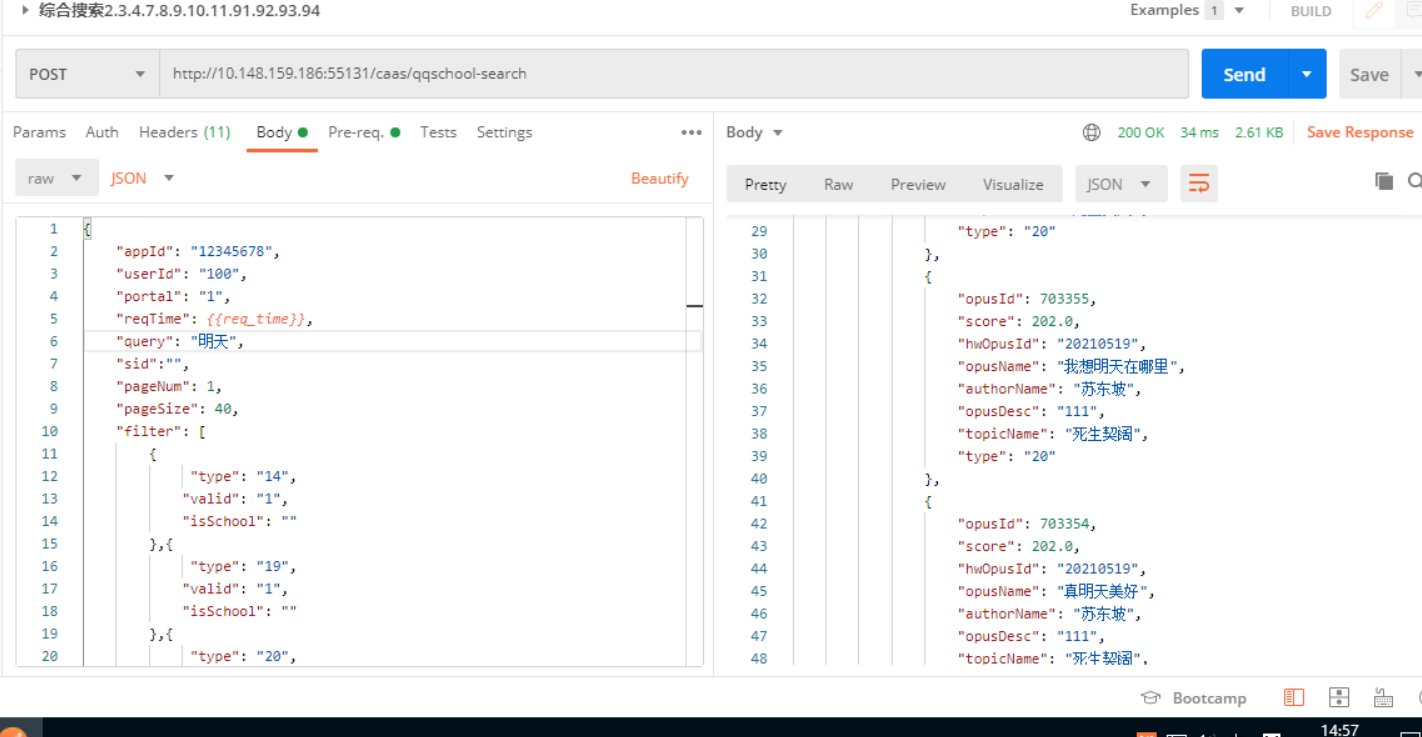 综合搜索2.3.4.7.8.9.10.11.91.92.93.94
Examples 1
BUILD
POST
http://10.148.159.186:55131/caas/qqschool-search
Send
Save
Params Auth Headers (11) Body Pre-req. Tests Settings
raw JSON Beautify
1 {
2 "appId": "12345678",
3 "userId": "100",
4 "portal": "1",
5 "reqTime": {{req_time}},
6 "query": "明天",
7 "sid":"",
8 "pageNum": 1,
9 "pageSize": 40,
10 "filter": [
11 {
12 "type": "14",
13 "valid": "1",
14 "isSchool": ""
15 },{
16 "type": "19",
17 "valid": "1",
18 "isSchool": ""
19 },{
20 "type": "20",
Body 200 OK 34 ms 2.61 KB Save Response
Pretty Raw Preview Visualize JSON
29 "type": "20"
30 },
31 {
32 "opusId": 703355,
33 "score": 202.0,
34 "hwOpusId": "20210519",
35 "opusName": "我想明天在哪里",
36 "authorName": "苏东坡",
37 "opusDesc": "111",
38 "topicName": "死生契阔",
39 "type": "20"
40 },
41 {
42 "opusId": 703354,
43 "score": 202.0,
44 "hwOpusId": "20210519",
45 "opusName": "真明天美好",
46 "authorName": "苏东坡",
47 "opusDesc": "111",
48 "topicName": "死生契阔",
Bootcamp
14:57